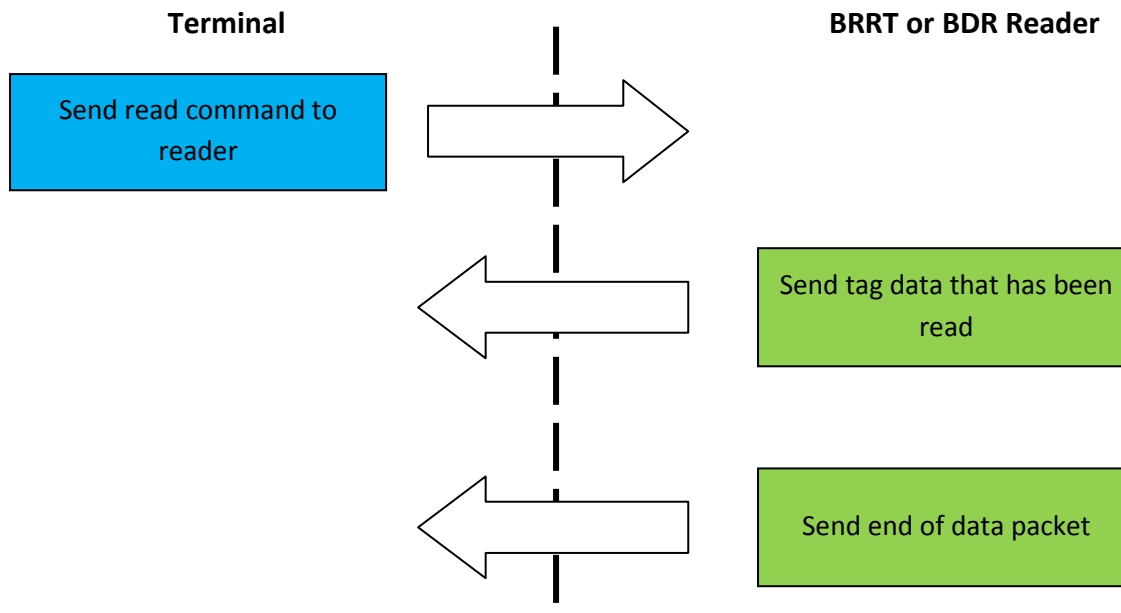 Terminal
BRRT or BDR Reader
Send read command to
reader
Send tag data that has been
read
Send end of data packet